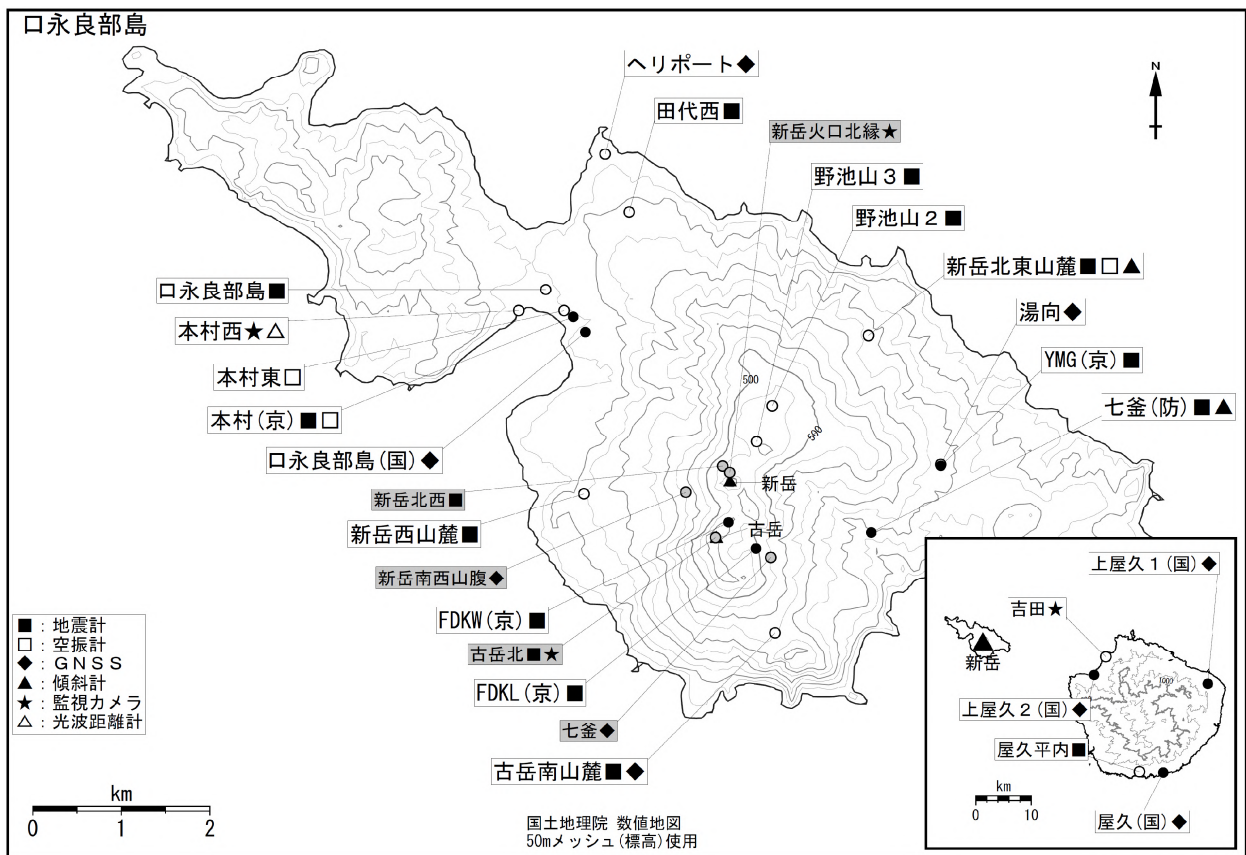 口永良部島
ヘリポート◆
田代西■
新岳火口北縁★
野池山3■
野池山2■
新岳北東山麓■□▲
湯向◆
YMG(京)■
七釜(防)■▲
口永良部島■
本村西★△
本村東□
本村(京)■□
口永良部島(国)◆
新岳北西■
新岳西山麓■
新岳南西山腹◆
FDKW(京)■
古岳北■★
FDKL(京)■
七釜◆
古岳南山麓■◆
N
500
500
新岳
古岳
■:地震計
□:空振計
◆:GNSS
▲:傾斜計
★:監視カメラ
△:光波距離計
km
0 1 2
国土地理院 数値地図
50mメッシュ(標高)使用
上屋久1(国)◆
吉田★
新岳
1000
上屋久2(国)◆
屋久平内■
km
0 10
屋久(国)◆